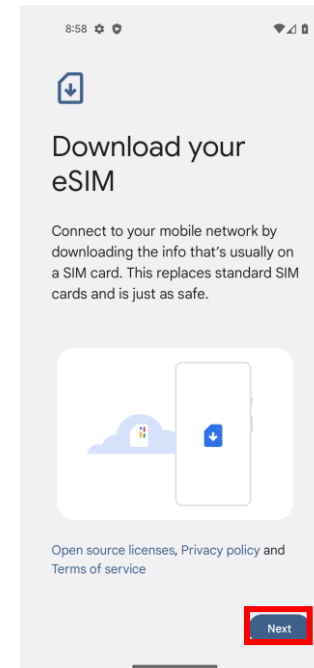 8:58
Download your
eSIM
Connect to your mobile network by
downloading the info that's usually on
a SIM card. This replaces standard SIM
cards and is just as safe.
Open source licenses, Privacy policy and
Terms of service
Next